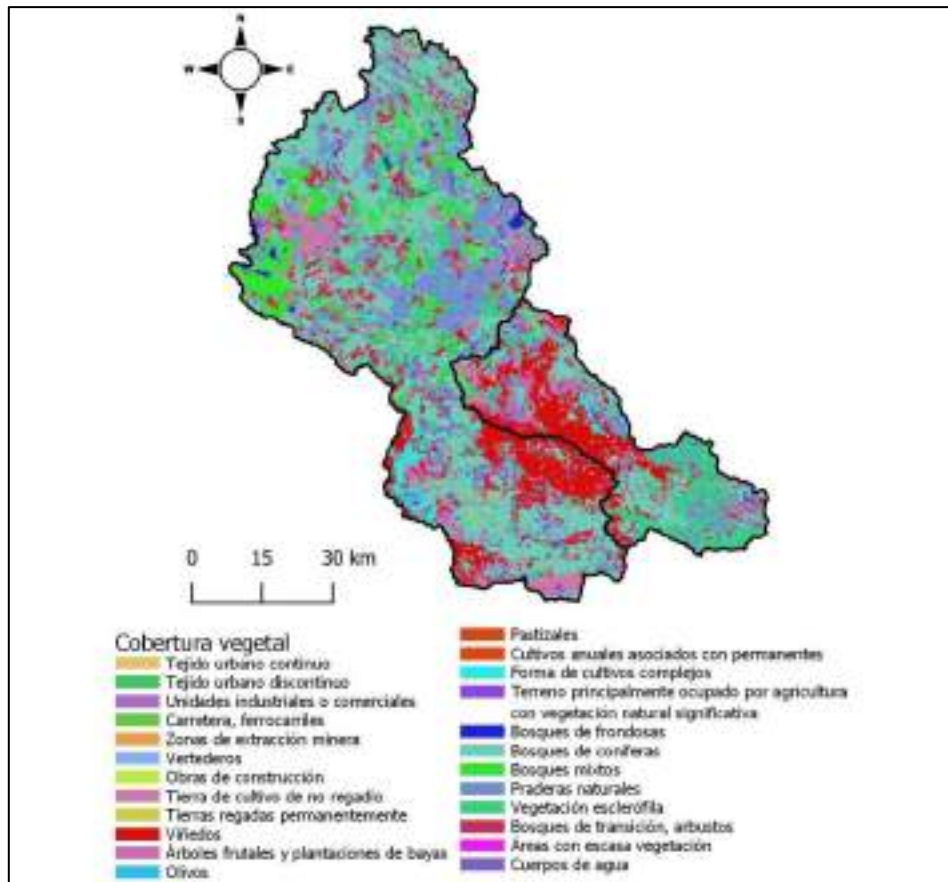 N
W E
S
0 15 30 km
Cobertura vegetal
Tejido urbano continuo
Tejido urbano discontinuo
Unidades industriales o comerciales
Carretera, ferrocarriles
Zonas de extracción minera
Vertederos
Obras de construcción
Tierra de cultivo de no regadío
Tierras regadas permanentemente
Viñedos
Árboles frutales y plantaciones de bayas
Olivos
Pastizales
Cultivos anuales asociados con permanentes
Forma de cultivos complejos
Terreno principalmente ocupado por agricultura
con vegetación natural significativa
Bosques de frondosas
Bosques de coníferas
Bosques mixtos
Praderas naturales
Vegetación esclerófila
Bosques de transición, arbustos
Áreas con escasa vegetación
Cuerpos de agua